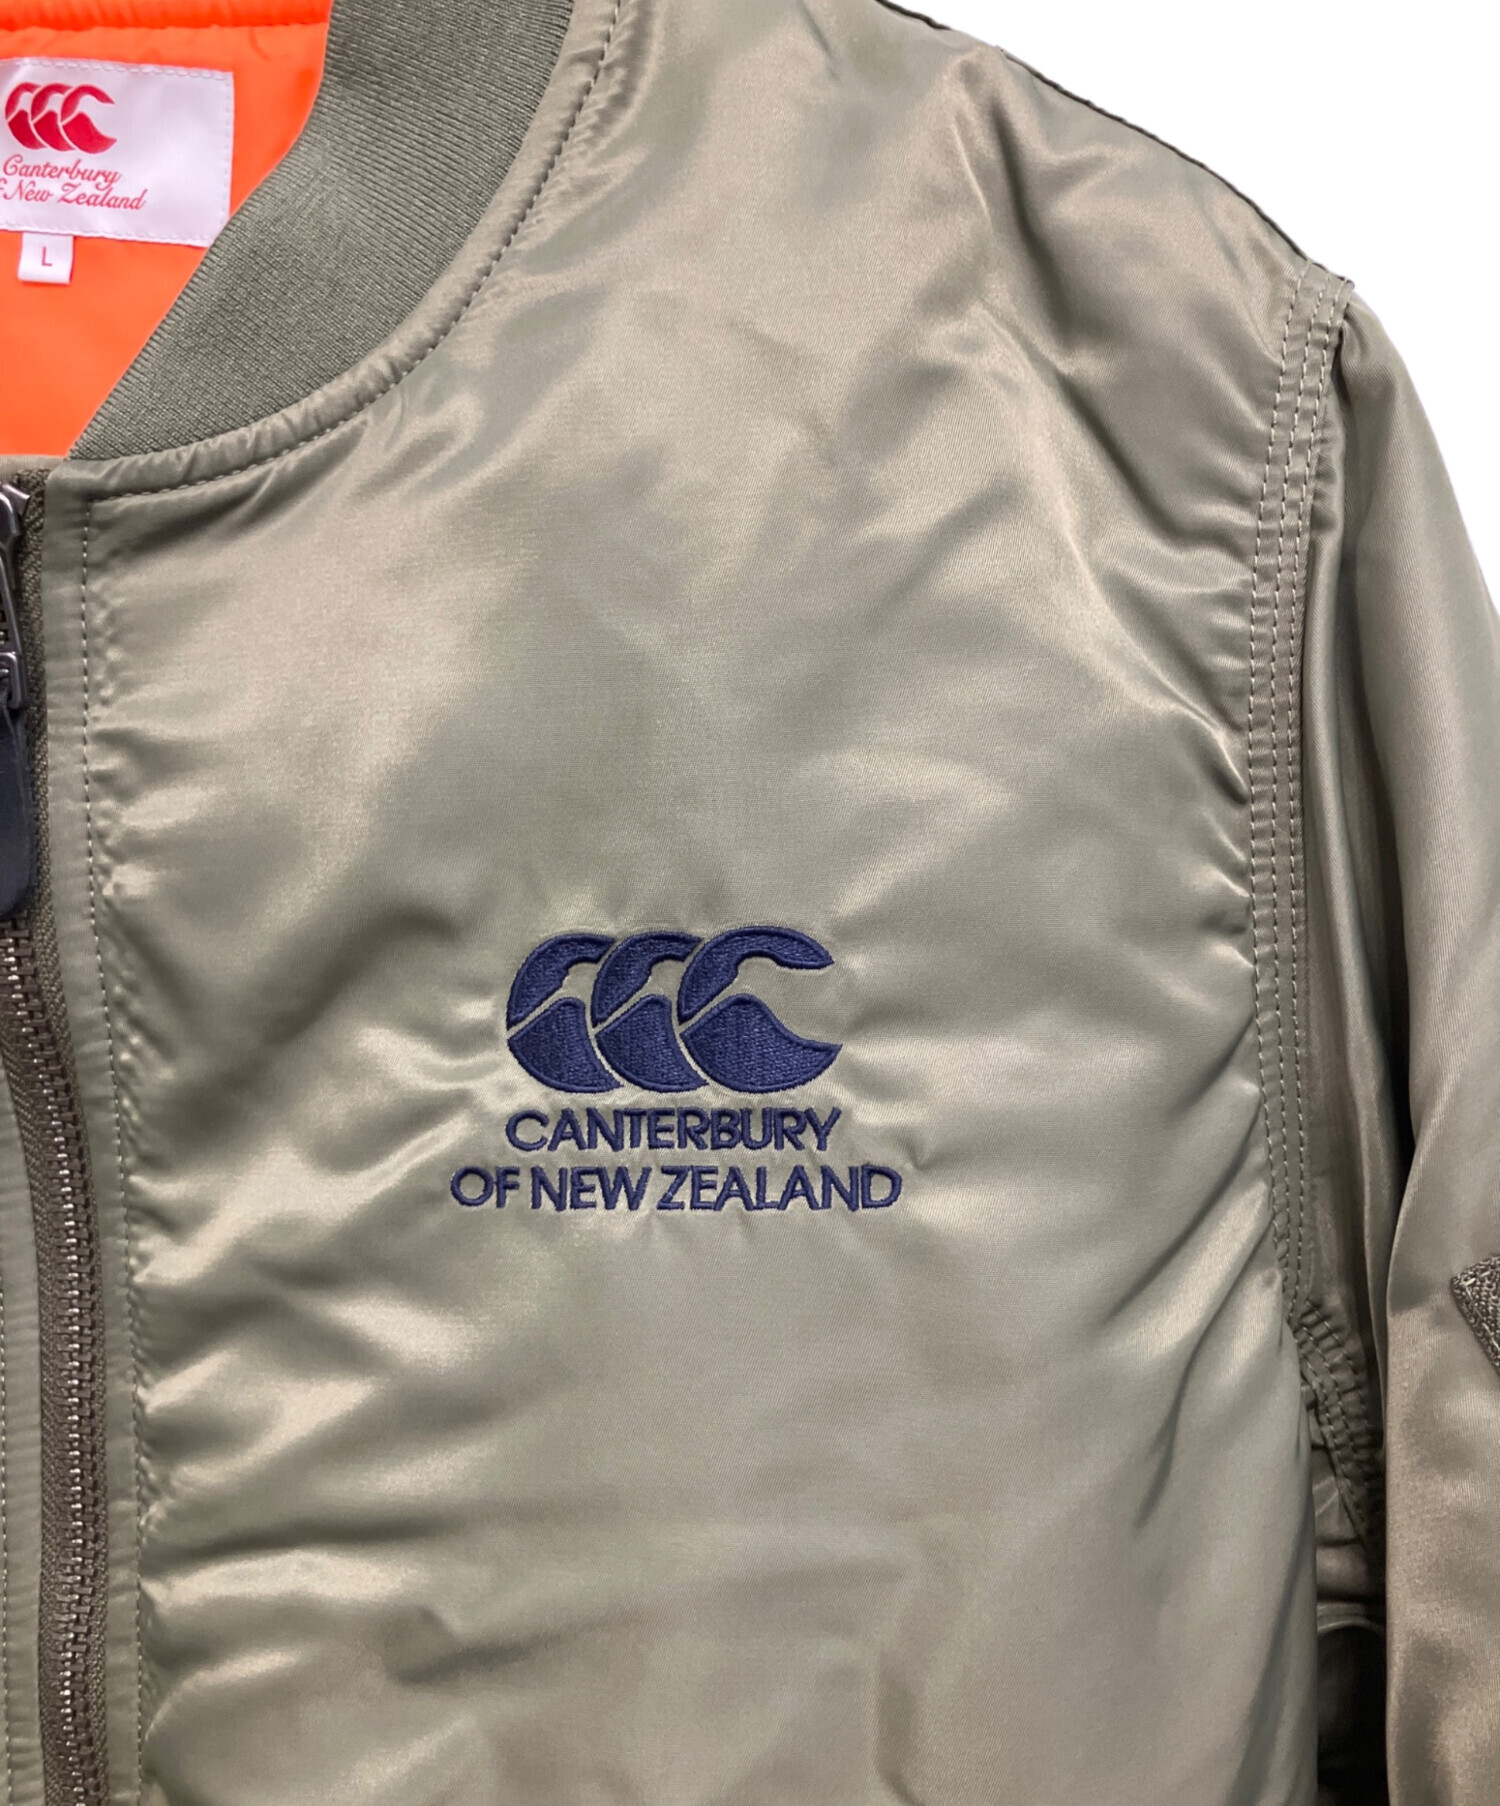 Canterbury
of New Zealand
L
CANTERBURY
OF NEW ZEALAND